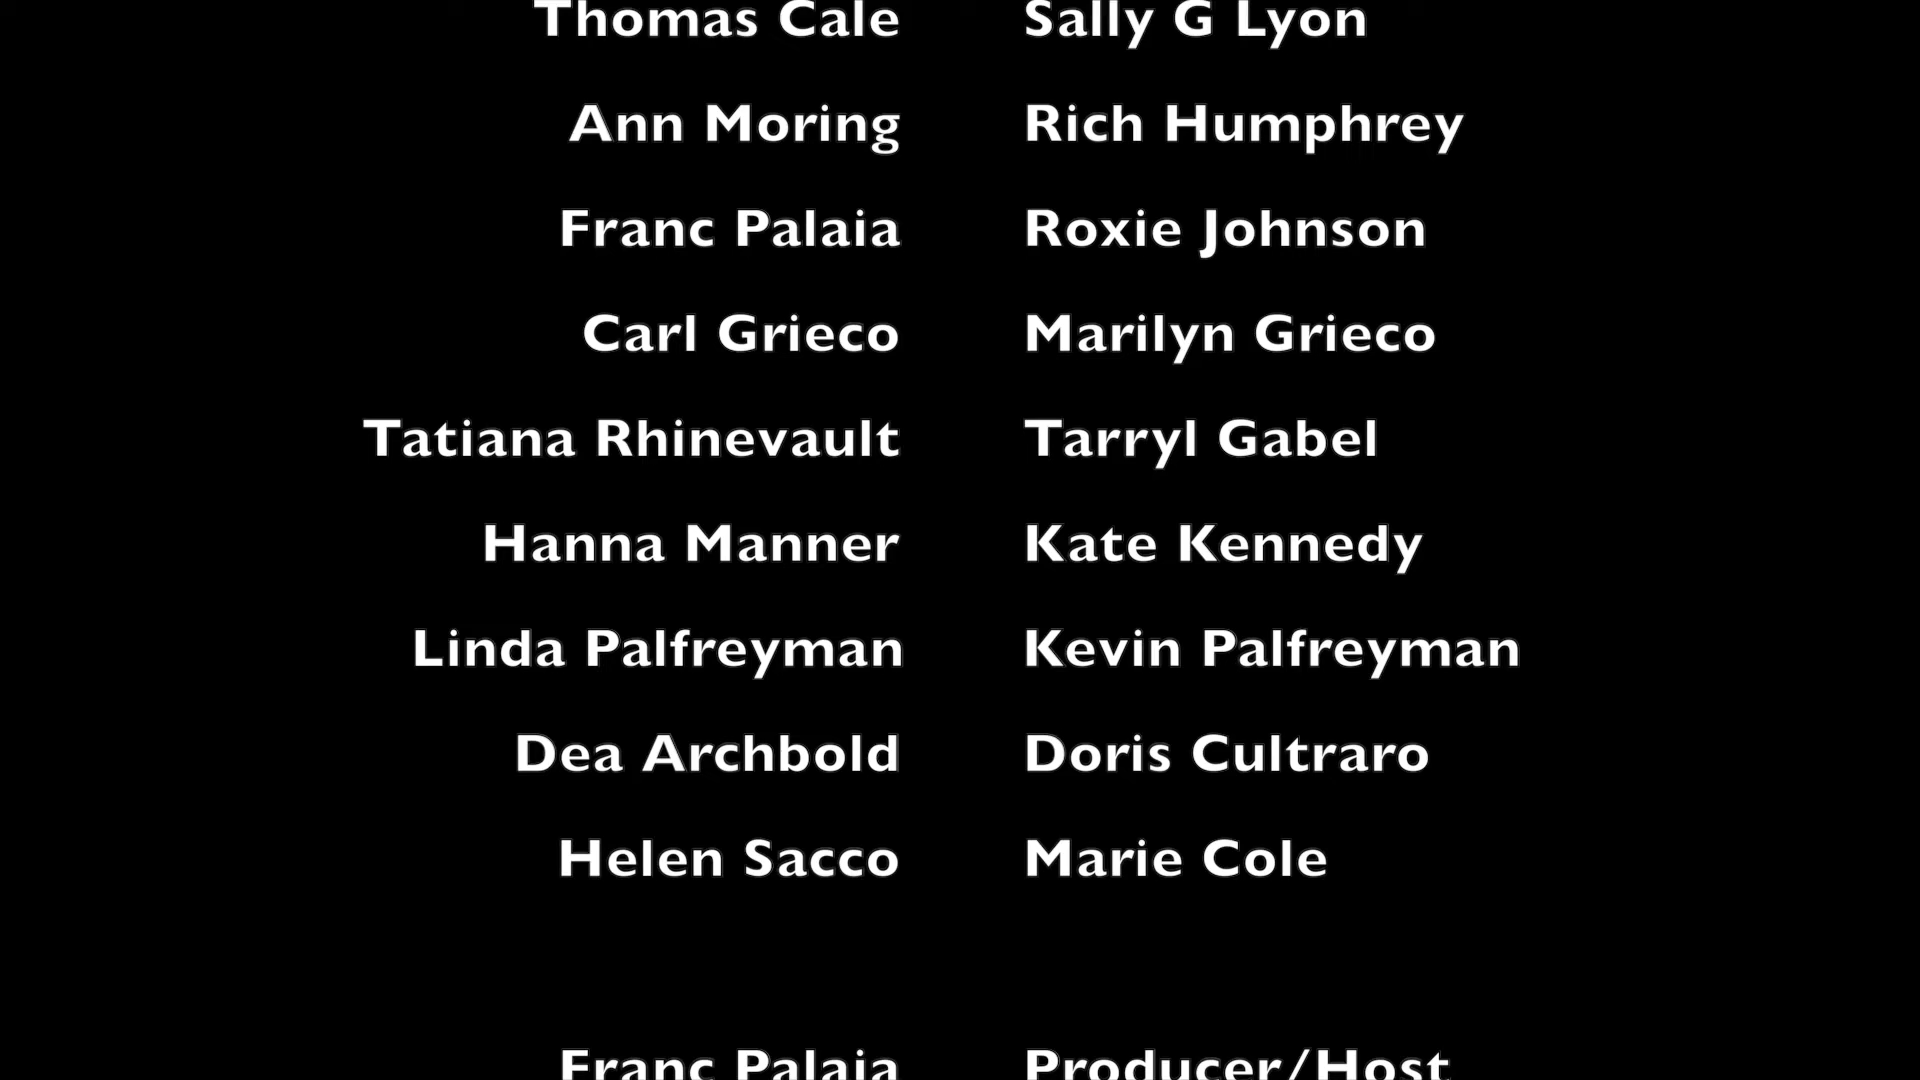 Thomas Cale Sally G Lyon
Ann Moring Rich Humphrey
Franc Palaia Roxie Johnson
Carl Grieco Marilyn Grieco
Tatiana Rhinevault Tarryl Gabel
Hanna Manner Kate Kennedy
Linda Palfreyman Kevin Palfreyman
Dea Archbold Doris Cultraro
Helen Sacco Marie Cole
Franc Palaia Producer/Host